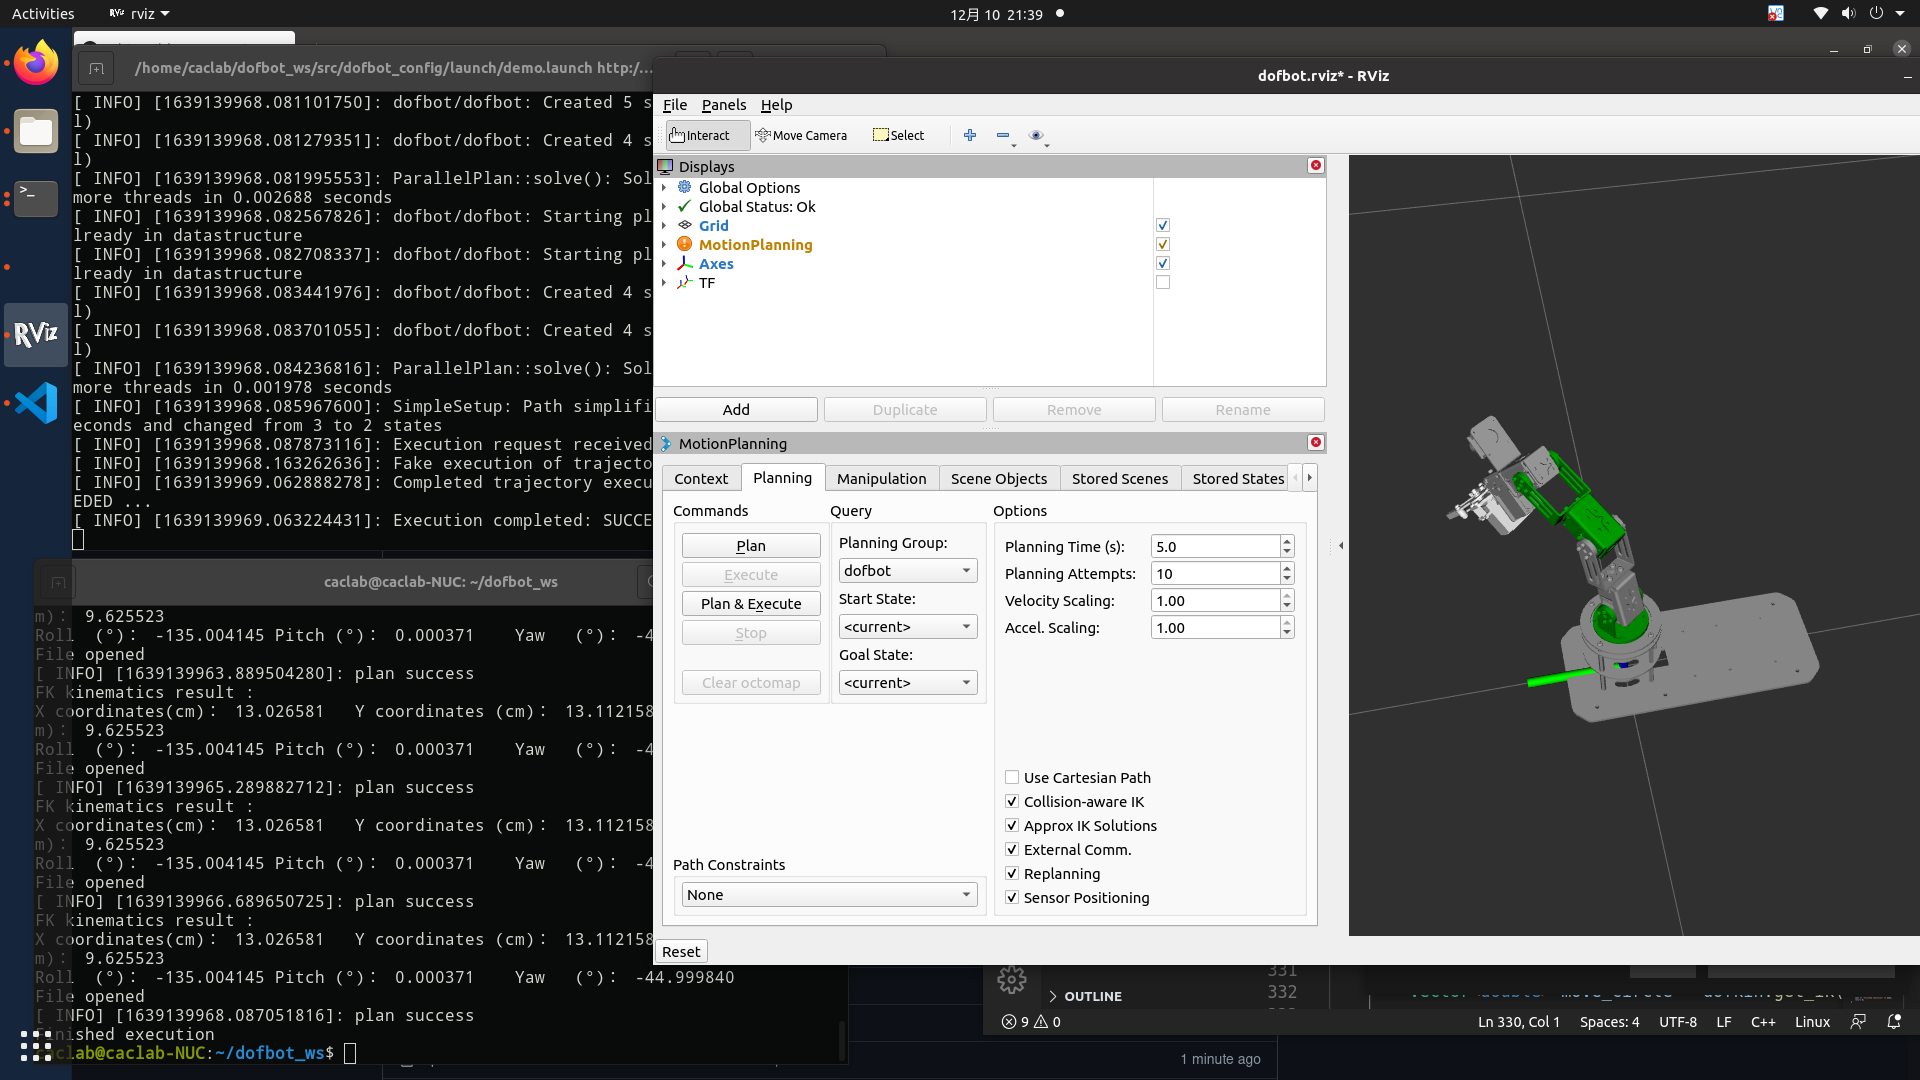 Activities
rviz
12月 10 21:39
/home/caclab/dofbot_ws/src/dofbot_config/launch/demo.launch http:/...
[ INFO] [1639139968.081101750]: dofbot/dofbot: Created 5 s
l)
[ INFO] [1639139968.081279351]: dofbot/dofbot: Created 4 s
l)
[ INFO] [1639139968.081995553]: ParallelPlan::solve(): Sol
more threads in 0.002688 seconds
[ INFO] [1639139968.082567826]: dofbot/dofbot: Starting pl
lready in datastructure
[ INFO] [1639139968.082708337]: dofbot/dofbot: Starting pl
lready in datastructure
[ INFO] [1639139968.083441976]: dofbot/dofbot: Created 4 s
l)
[ INFO] [1639139968.083701055]: dofbot/dofbot: Created 4 s
l)
[ INFO] [1639139968.084236816]: ParallelPlan::solve(): Sol
more threads in 0.001978 seconds
[ INFO] [1639139968.085967600]: SimpleSetup: Path simplifi
econds and changed from 3 to 2 states
[ INFO] [1639139968.087873116]: Execution request received
[ INFO] [1639139968.163262636]: Fake execution of trajecto
[ INFO] [1639139969.062888278]: Completed trajectory execu
EDED ...
[ INFO] [1639139969.063224431]: Execution completed: SUCCE
caclab@caclab-NUC: ~/dofbot_ws
m): 9.625523
Roll (°): -135.004145 Pitch (°): 0.000371 Yaw (°): -4
File opened
[ INFO] [1639139963.889504280]: plan success
FK kinematics result :
X coordinates(cm): 13.026581 Y coordinates (cm): 13.112158
m): 9.625523
Roll (°): -135.004145 Pitch (°): 0.000371 Yaw (°): -4
File opened
[ INFO] [1639139965.289882712]: plan success
FK kinematics result :
X coordinates(cm): 13.026581 Y coordinates (cm): 13.112158
m): 9.625523
Roll (°): -135.004145 Pitch (°): 0.000371 Yaw (°): -4
File opened
[ INFO] [1639139966.689650725]: plan success
FK kinematics result :
X coordinates(cm): 13.026581 Y coordinates (cm): 13.112158
m): 9.625523
Roll (°): -135.004145 Pitch (°): 0.000371 Yaw (°): -44.999840
File opened
[ INFO] [1639139968.087051816]: plan success
Finished execution
caclab@caclab-NUC:~/dofbot_ws$
RViz
dofbot.rviz* - RViz
File Panels Help
Interact Move Camera Select
Displays
Global Options
Global Status: Ok
Grid
MotionPlanning
Axes
TF
Add Duplicate Remove Rename
MotionPlanning
Context Planning Manipulation Scene Objects Stored Scenes Stored States
Commands
Plan
Execute
Plan & Execute
Stop
Clear octomap
Query
Planning Group:
dofbot
Start State:
<current>
Goal State:
<current>
Options
Planning Time (s): 5.0
Planning Attempts: 10
Velocity Scaling: 1.00
Accel. Scaling: 1.00
Use Cartesian Path
Collision-aware IK
Approx IK Solutions
External Comm.
Replanning
Sensor Positioning
Path Constraints
None
Reset
331
OUTLINE
332
9 0
Ln 330, Col 1 Spaces: 4 UTF-8 LF C++ Linux
1 minute ago